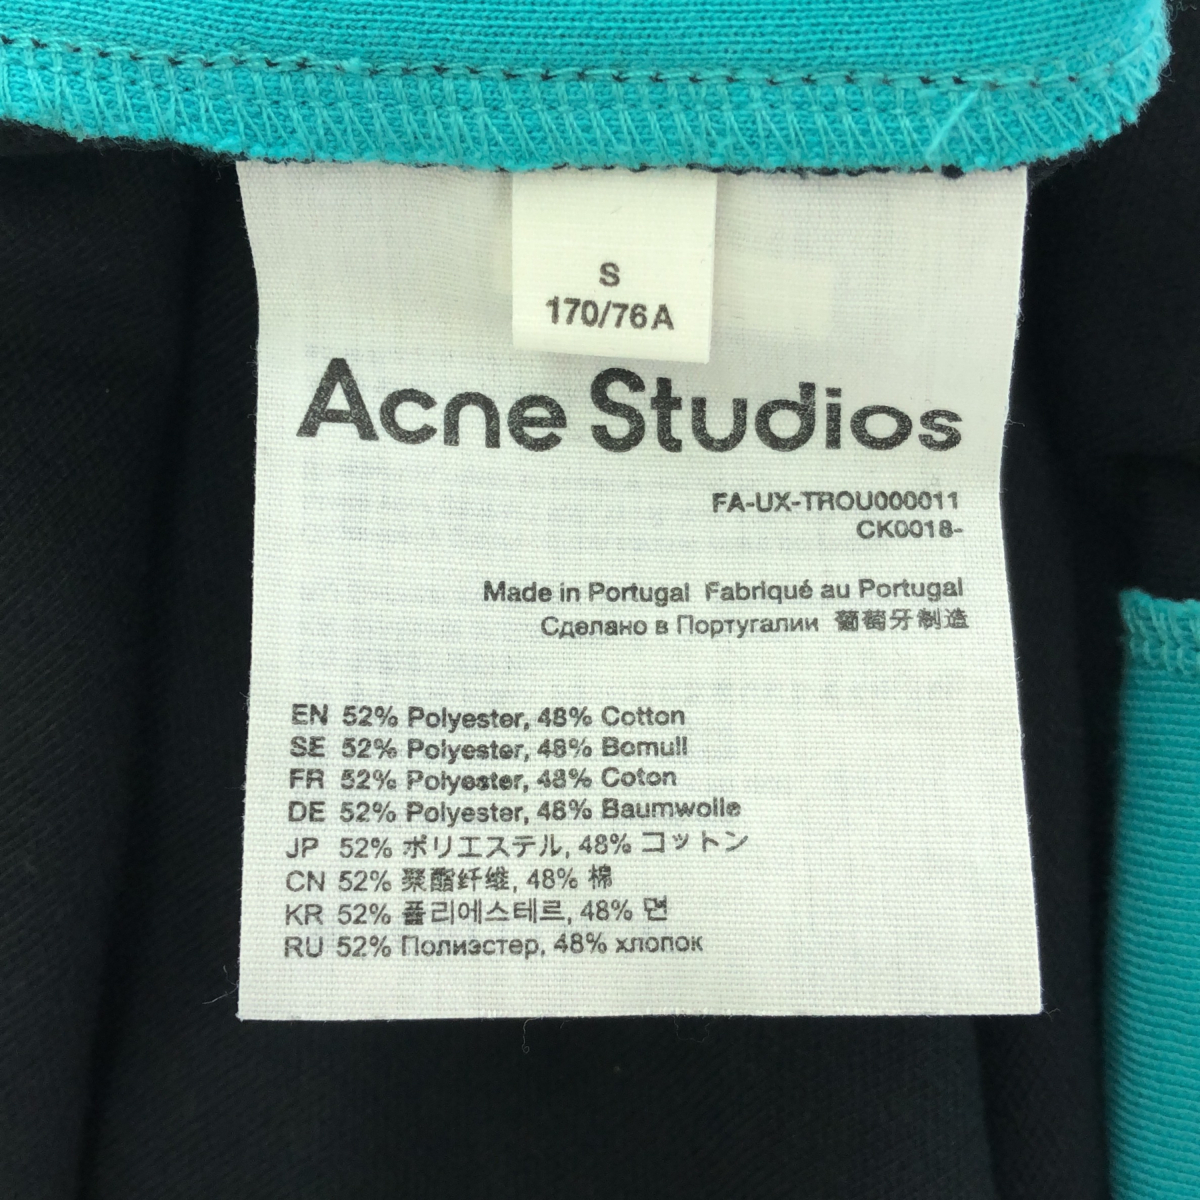 S
170/76A
Acne Studios
FA-UX-TROU000011
CK0018-
Made in Portugal Fabriqué au Portugal
Сделано в Португалии 葡萄牙制造
EN 52% Polyester, 48% Cotton
SE 52% Polyester, 48% Bomull
FR 52% Polyester, 48% Coton
DE 52% Polyester, 48% Baumwolle
JP 52% ポリエステル, 48% コットン
CN 52% 聚酯纤维, 48% 棉
KR 52% 폴리에스테르, 48% 면
RU 52% Полиэстер, 48% хлопок